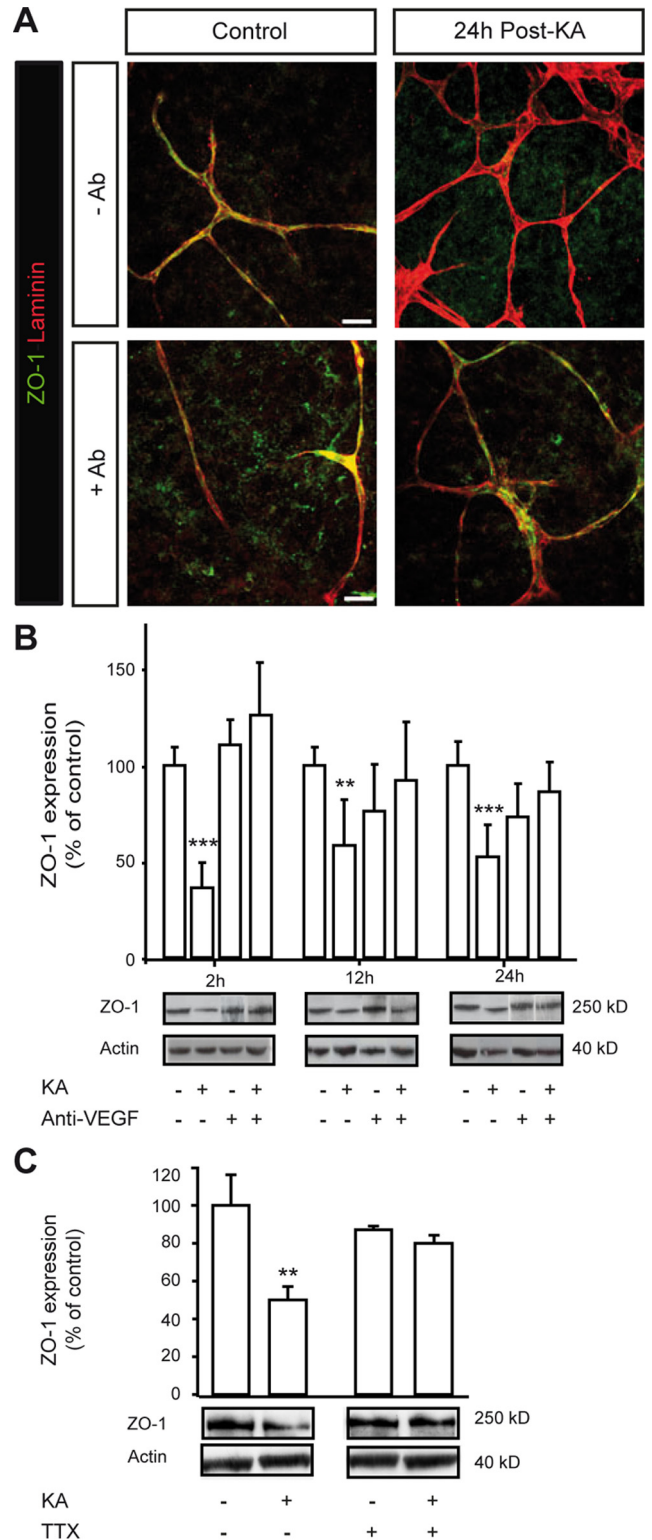 A
Control
24h Post-KA
ZO-1 Laminin
- Ab
+ Ab
B
ZO-1 expression
(% of control)
150
100
50
0
*** ** ***
2h 12h 24h
ZO-1 250 kD
Actin 40 kD
KA - + - + - + - + - + - +
Anti-VEGF - - + + - - + + - - + +
C
ZO-1 expression
(% of control)
120
100
80
60
40
20
0
**
ZO-1 250 kD
Actin 40 kD
KA - + - +
TTX - - + +